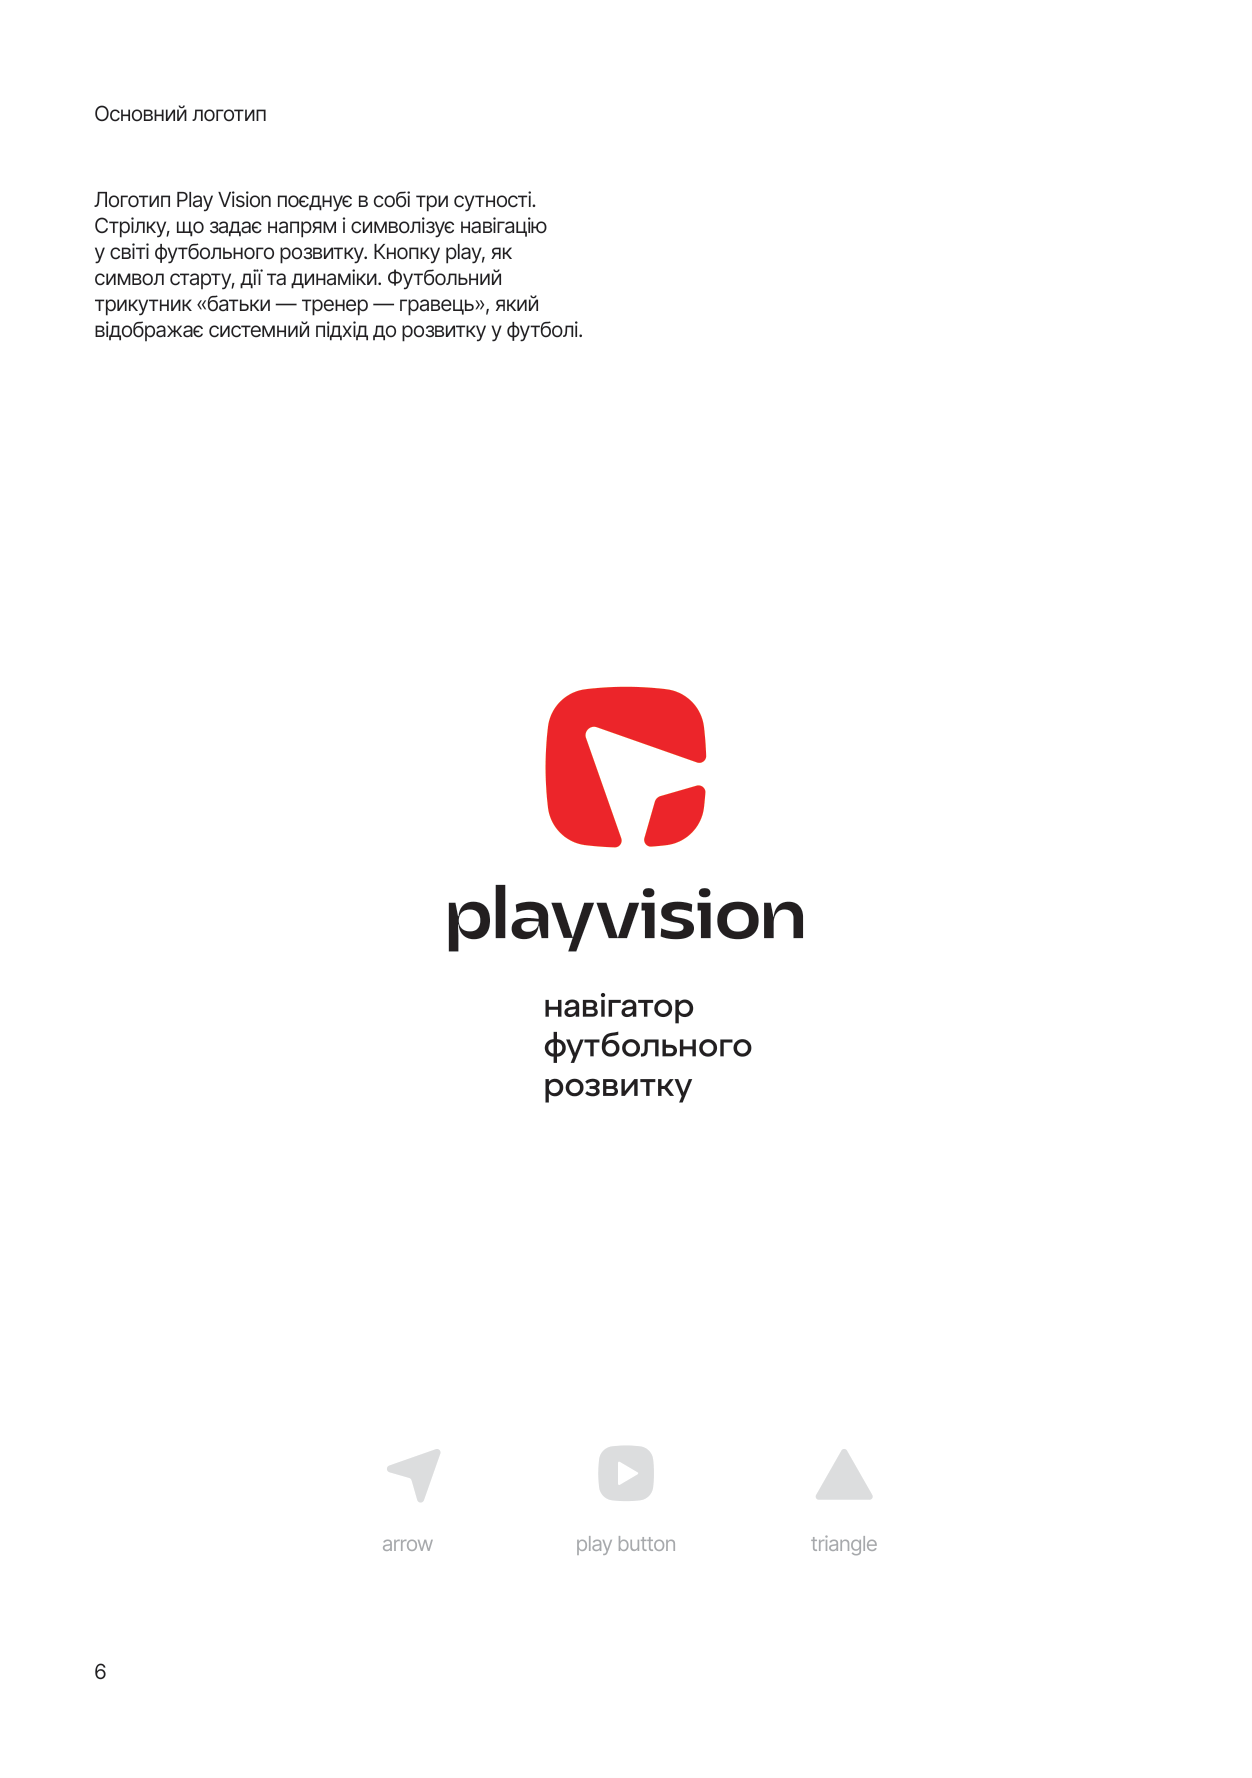 Основний логотип
Логотип Play Vision поєднує в собі три сутності.
Стрілку, що задає напрям і символізує навігацію
у світі футбольного розвитку. Кнопку play, як
символ старту, дії та динаміки. Футбольний
трикутник «батьки — тренер — гравець», який
відображає системний підхід до розвитку у футболі.
playvision
навігатор
футбольного
розвитку
arrow
play button
triangle
6